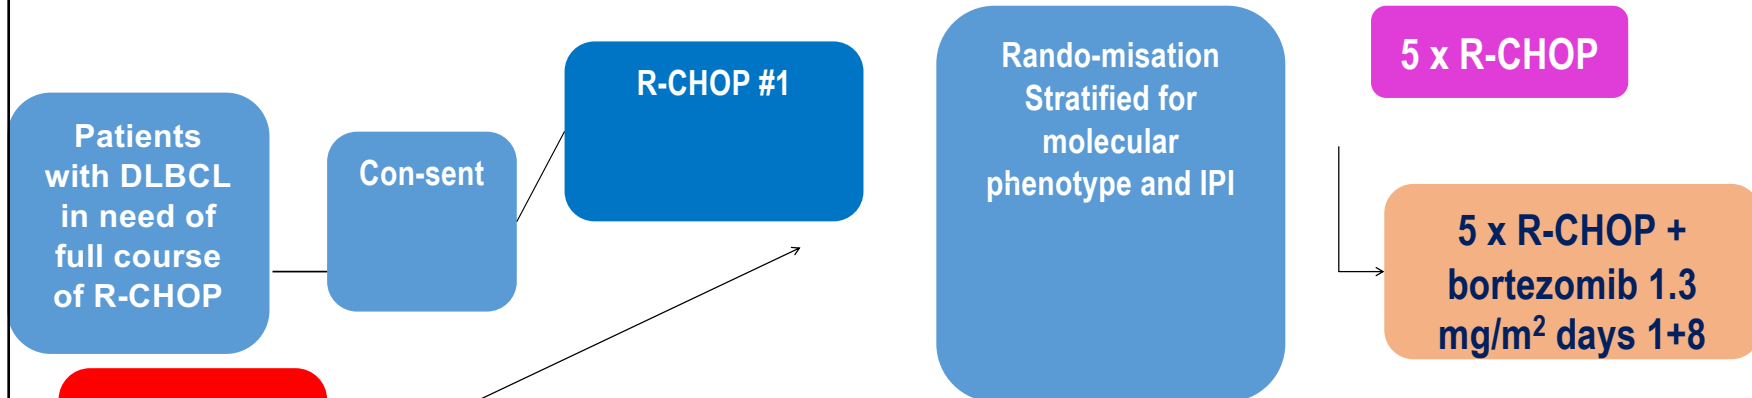 Patients
with DLBCL
in need of
full course
of R-CHOP
Con-sent
R-CHOP #1
Rando-misation
Stratified for
molecular
phenotype and IPI
5 x R-CHOP
5 x R-CHOP +
bortezomib 1.3
mg/m² days 1+8